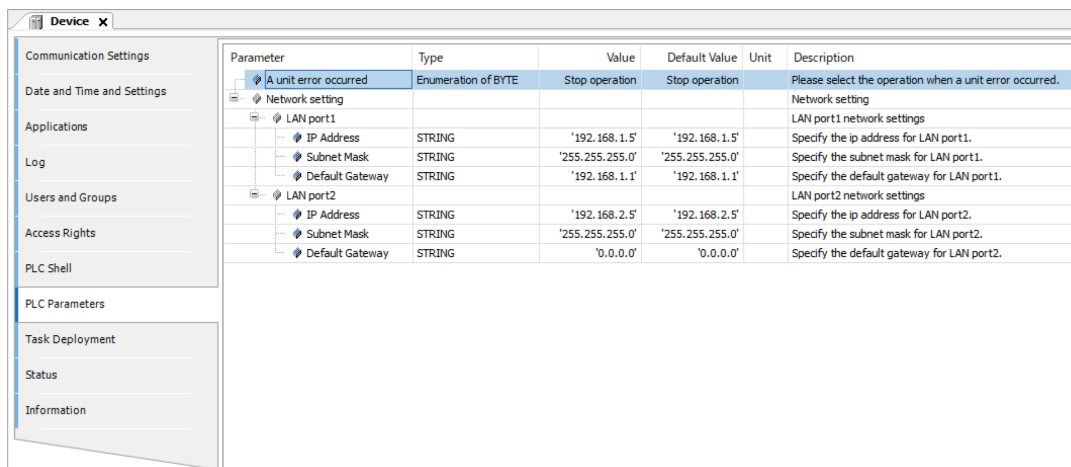 Device x
Communication Settings
Date and Time and Settings
Applications
Log
Users and Groups
Access Rights
PLC Shell
PLC Parameters
Task Deployment
Status
Information
Parameter Type Value Default Value Unit Description
A unit error occurred Enumeration of BYTE Stop operation Stop operation Please select the operation when a unit error occurred.
Network setting Network setting
LAN port1 LAN port1 network settings
IP Address STRING '192.168.1.5' '192.168.1.5' Specify the ip address for LAN port1.
Subnet Mask STRING '255.255.255.0' '255.255.255.0' Specify the subnet mask for LAN port1.
Default Gateway STRING '192.168.1.1' '192.168.1.1' Specify the default gateway for LAN port1.
LAN port2 LAN port2 network settings
IP Address STRING '192.168.2.5' '192.168.2.5' Specify the ip address for LAN port2.
Subnet Mask STRING '255.255.255.0' '255.255.255.0' Specify the subnet mask for LAN port2.
Default Gateway STRING '0.0.0.0' '0.0.0.0' Specify the default gateway for LAN port2.